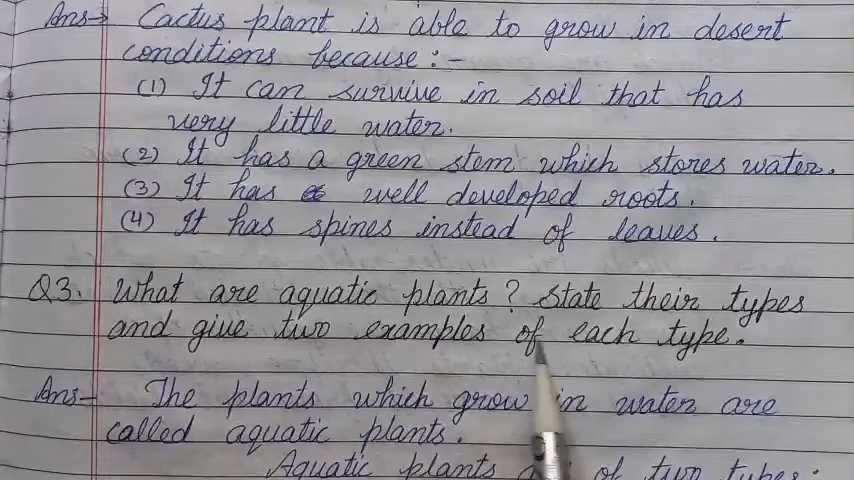 Ans→ Cactus plant is able to grow in desert
conditions because:-
(1) It can survive in soil that has
very little water.
(2) It has a green stem which stores water.
(3) It has well developed roots.
(4) It has spines instead of leaves.
Q3. What are aquatic plants? State their types
and give two examples of each type.
Ans- The plants which grow in water are
called aquatic plants.
Aquatic plants of two types: